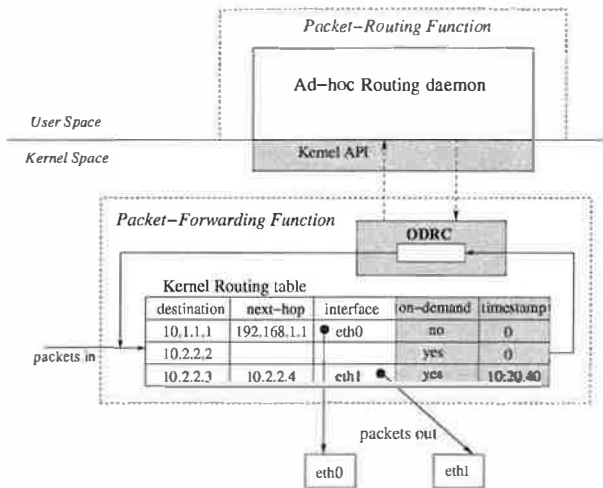 Packet-Routing Function
Ad-hoc Routing daemon
User Space
Kernel API
Kernel Space
Packet-Forwarding Function
ODRC
Kernel Routing table
destination next-hop interface on-demand timestamp
10.1.1.1 192.168.1.1 eth0 no 0
packets in
10.2.2.2 yes 0
10.2.2.3 10.2.2.4 eth1 yes 10:20.40
packets out
eth0 eth1